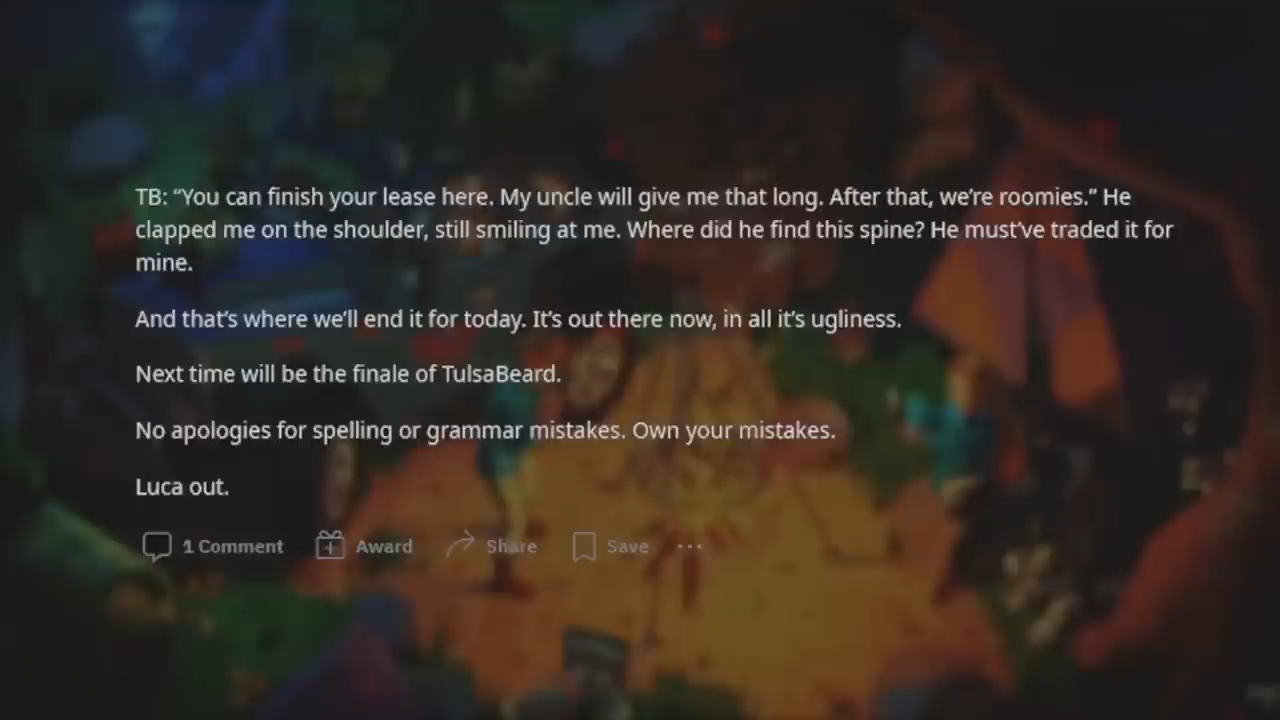 TB: “You can finish your lease here. My uncle will give me that long. After that, we’re roomies.” He
clapped me on the shoulder, still smiling at me. Where did he find this spine? He must’ve traded it for
mine.
And that’s where we’ll end it for today. It’s out there now, in all it’s ugliness.
Next time will be the finale of TulsaBeard.
No apologies for spelling or grammar mistakes. Own your mistakes.
Luca out.
1 Comment Award Share Save ...